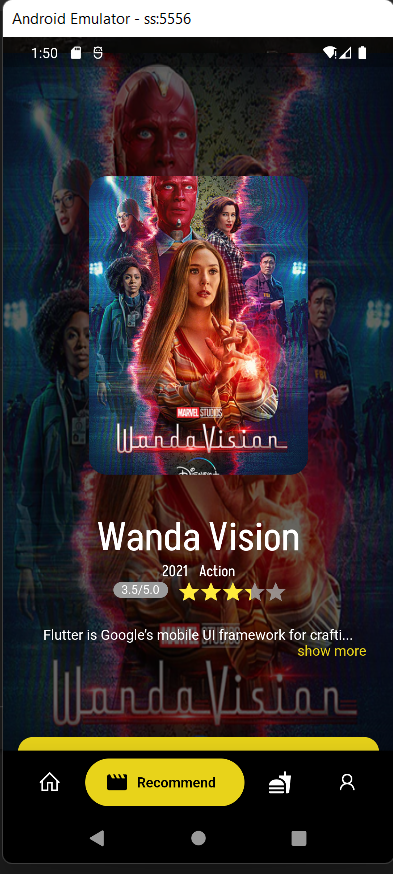 Android Emulator - ss:5556
1:50
MARVEL STUDIOS
WandaVision
DISNEY+
Wanda Vision
2021 Action
3.5/5.0
Flutter is Google's mobile UI framework for crafti...
show more
WandaVision
Recommend